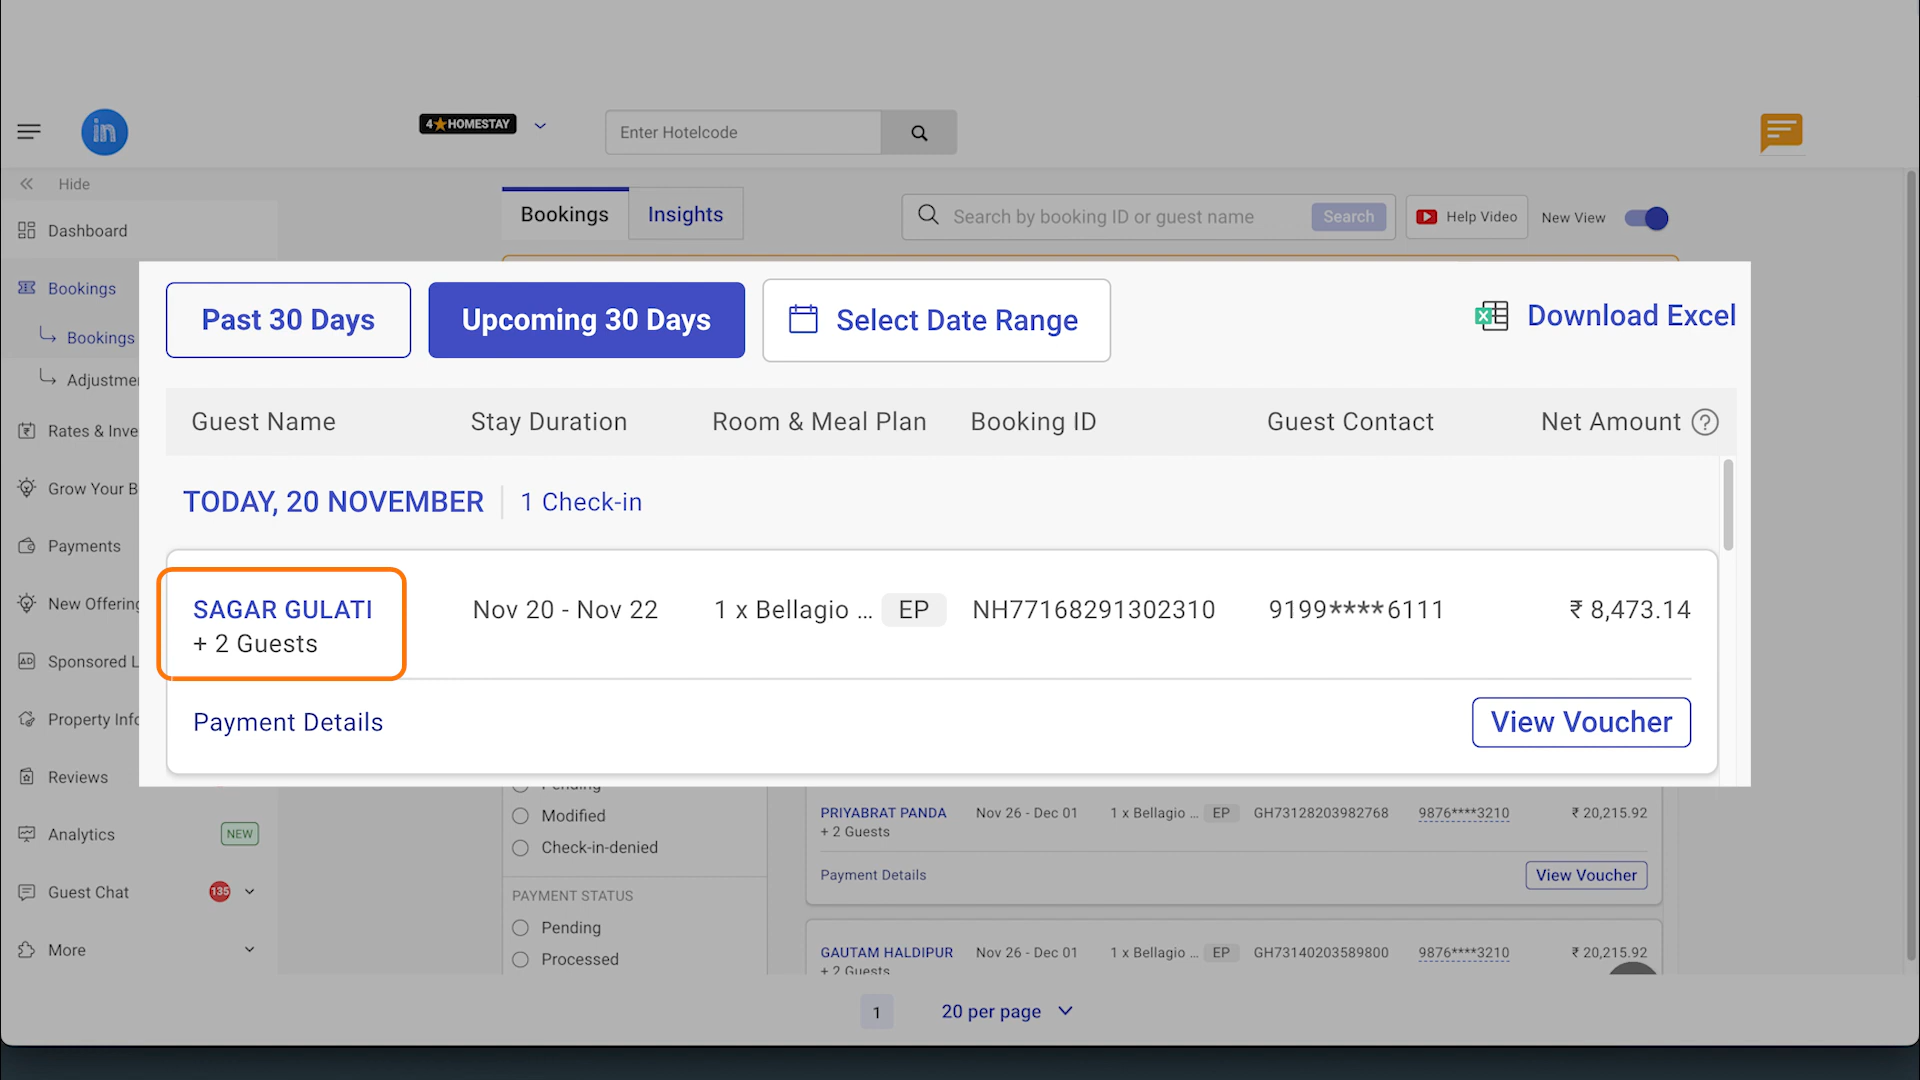 in
4★HOMESTAY
Enter Hotelcode
Hide
Bookings
Insights
Search by booking ID or guest name
Search
Help Video
New View
Dashboard
Bookings
Bookings
Adjustme
Rates & Inve
Grow Your B
Payments
New Offering
Sponsored L
Property Info
Reviews
Analytics
NEW
Guest Chat
135
More
Past 30 Days
Upcoming 30 Days
Select Date Range
Download Excel
Guest Name Stay Duration Room & Meal Plan Booking ID Guest Contact Net Amount ?
TODAY, 20 NOVEMBER 1 Check-in
SAGAR GULATI Nov 20 - Nov 22 1 x Bellagio ... EP NH77168291302310 9199****6111 ₹ 8,473.14
+ 2 Guests
Payment Details
View Voucher
Pending
Modified
Check-in-denied
PAYMENT STATUS
Pending
Processed
PRIYABRAT PANDA Nov 26 - Dec 01 1 x Bellagio ... EP GH73128203982768 9876****3210 ₹ 20,215.92
+ 2 Guests
Payment Details
View Voucher
GAUTAM HALDIPUR Nov 26 - Dec 01 1 x Bellagio ... EP GH73140203589800 9876****3210 ₹ 20,215.92
+ 2 Guests
1
20 per page